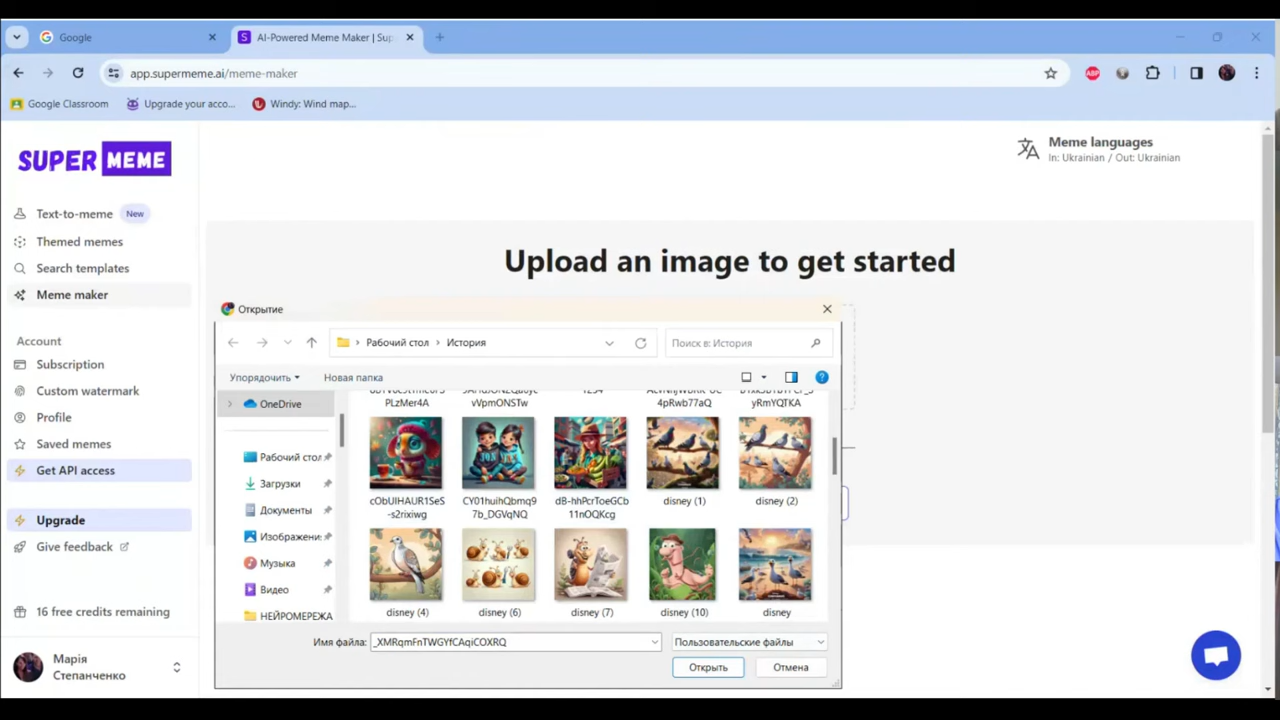 Google
AI-Powered Meme Maker | Sup
app.supermeme.ai/meme-maker
ABP
Google Classroom
Upgrade your acco...
Windy: Wind map...
SUPER MEME
Meme languages
In: Ukrainian / Out: Ukrainian
Text-to-meme New
Themed memes
Search templates
Meme maker
Account
Subscription
Custom watermark
Profile
Saved memes
Get API access
Upgrade
Give feedback
16 free credits remaining
Марія
Степанченко
Upload an image to get started
Открытие
Рабочий стол > История
Поиск в: История
Упорядочить
Новая папка
OneDrive
Рабочий стол
Загрузки
Документы
Изображени
Музыка
Видео
НЕЙРОМЕРЕЖА
PLzMer4A
vVpmONSTw
4pRwb77aQ
yRmYQTKA
cObUIHAUR1SeS
-s2rixiwg
CY01huihQbmq9
7b_DGVqNQ
dB-hhPcrToeGCb
11nOQKcg
disney (1)
disney (2)
disney (4)
disney (6)
disney (7)
disney (10)
disney
Имя файла:
_XMRqmFnTWGYfCAqiCOXRQ
Пользовательские файлы
Открыть
Отмена